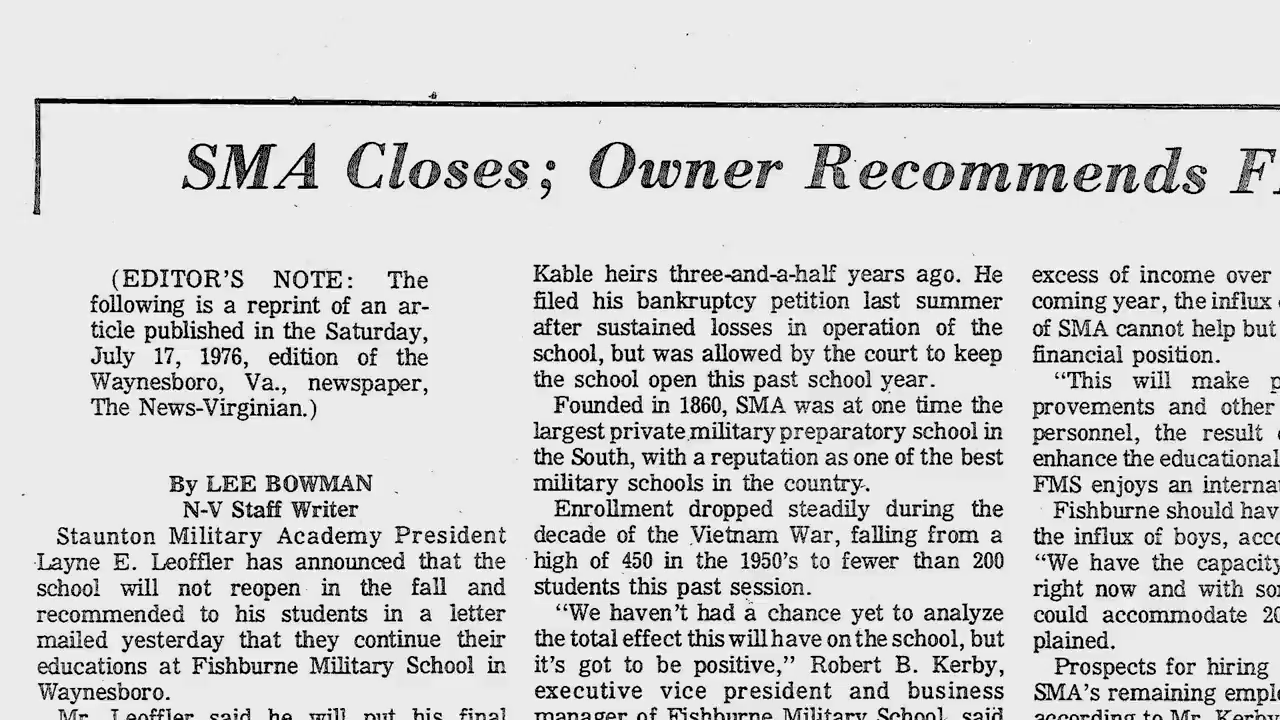 SMA Closes; Owner Recommends
(EDITOR'S NOTE: The
following is a reprint of an ar-
ticle published in the Saturday,
July 17, 1976, edition of the
Waynesboro, Va., newspaper,
The News-Virginian.)
By LEE BOWMAN
N-V Staff Writer
Staunton Military Academy President
Layne E. Leoffler has announced that the
school will not reopen in the fall and
recommended to his students in a letter
mailed yesterday that they continue their
educations at Fishburne Military School in
Waynesboro.
Mr. Leoffler said he will put his final
Kable heirs three-and-a-half years ago. He
filed his bankruptcy petition last summer
after sustained losses in operation of the
school, but was allowed by the court to keep
the school open this past school year.
Founded in 1860, SMA was at one time the
largest private military preparatory school in
the South, with a reputation as one of the best
military schools in the country.
Enrollment dropped steadily during the
decade of the Vietnam War, falling from a
high of 450 in the 1950's to fewer than 200
students this past session.
"We haven't had a chance yet to analyze
the total effect this will have on the school, but
it's got to be positive," Robert B. Kerby,
executive vice president and business
manager of Fishburne Military School, said
excess of income over
coming year, the influx
of SMA cannot help but
financial position.
"This will make
provements and other
personnel, the result
enhance the educational
FMS enjoys an
Fishburne should
the influx of boys,
"We have the capacity
right now and with
could accommodate
plained.
Prospects for hiring
SMA's remaining
according to Mr. Kerby